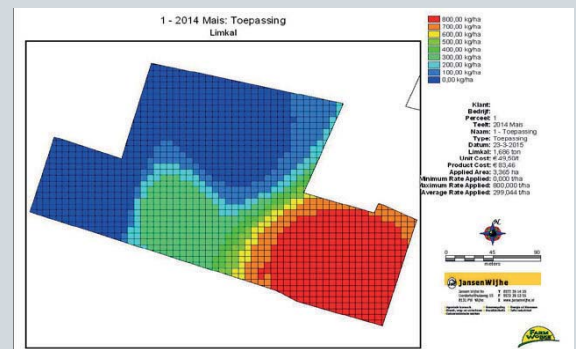 1 - 2014 Mais: Toepassing
Limkal
800,00 kg/ha
700,00 kg/ha
600,00 kg/ha
500,00 kg/ha
400,00 kg/ha
300,00 kg/ha
200,00 kg/ha
100,00 kg/ha
0,00 kg/ha
Klant:
Bedrijf:
Perceel: 1
Teelt: 2014 Mais
Naam: 1 - Toepassing
Type: Toepassing
Datum: 23-3-2015
Limkal: 1,686 ton
Unit Cost: € 49,50/t
Product Cost: € 83,46
Applied Area: 3,365 ha
Minimum Rate Applied: 0,000 t/ha
Maximum Rate Applied: 800,000 t/ha
Average Rate Applied: 299,044 t/ha
N
0 45 90
meters
JansenWijhe
Jansen Wijhe
FARM
WORKS